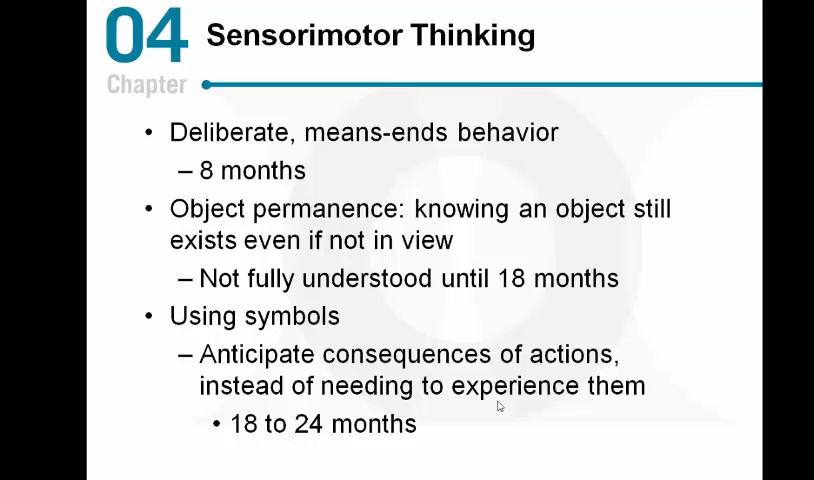 04 Sensorimotor Thinking
Chapter
• Deliberate, means-ends behavior
– 8 months
• Object permanence: knowing an object still
exists even if not in view
– Not fully understood until 18 months
• Using symbols
– Anticipate consequences of actions,
instead of needing to experience them
• 18 to 24 months